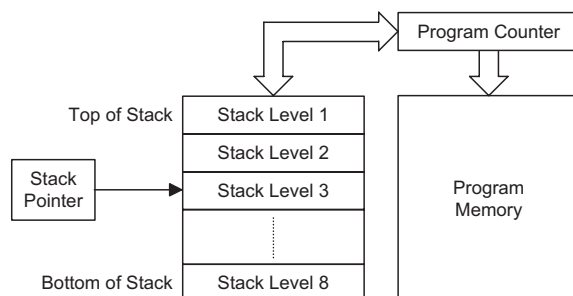 Program Counter
Top of Stack
Stack Level 1
Stack Level 2
Stack
Pointer
Stack Level 3
Program
Memory
Bottom of Stack
Stack Level 8